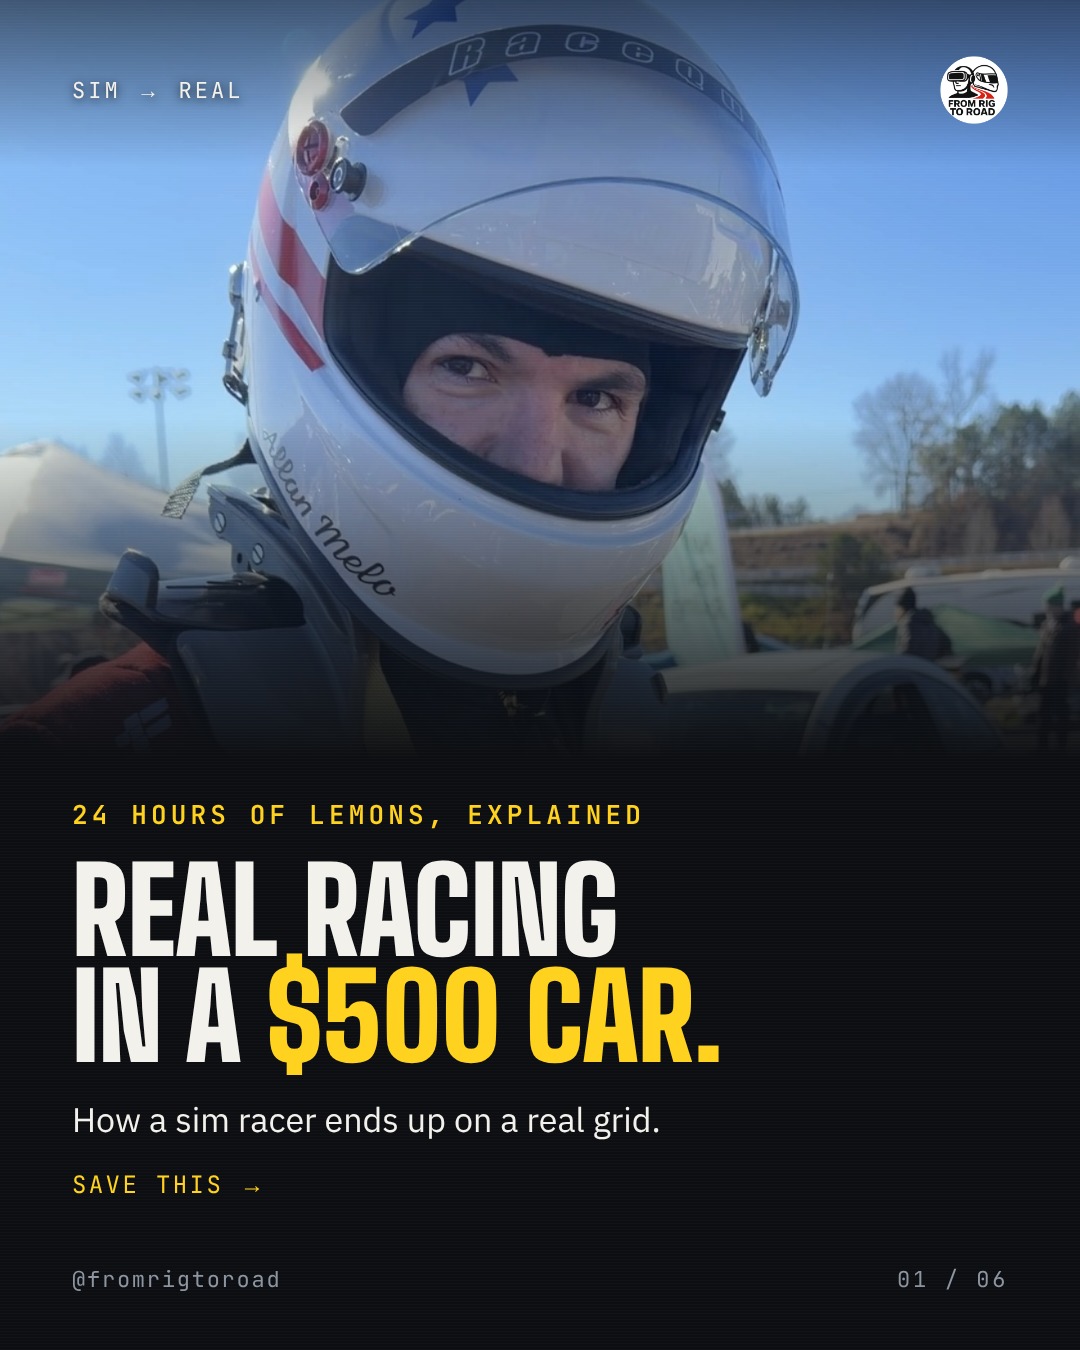 SIM → REAL
FROM RIG
TO ROAD
Allan Melo
24 HOURS OF LEMONS, EXPLAINED
REAL RACING
IN A $500 CAR.
How a sim racer ends up on a real grid.
SAVE THIS →
@fromrigtoroad
01 / 06